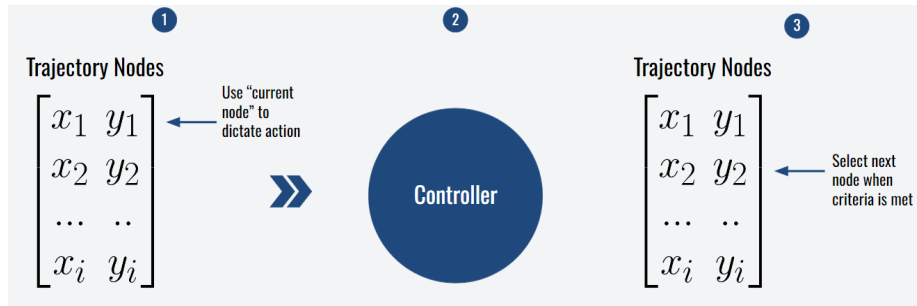 1
2
3
Trajectory Nodes
x1 y1
x2 y2
... ..
xi yi
Use “current
node” to
dictate action
Controller
Trajectory Nodes
x1 y1
x2 y2
... ..
xi yi
Select next
node when
criteria is met